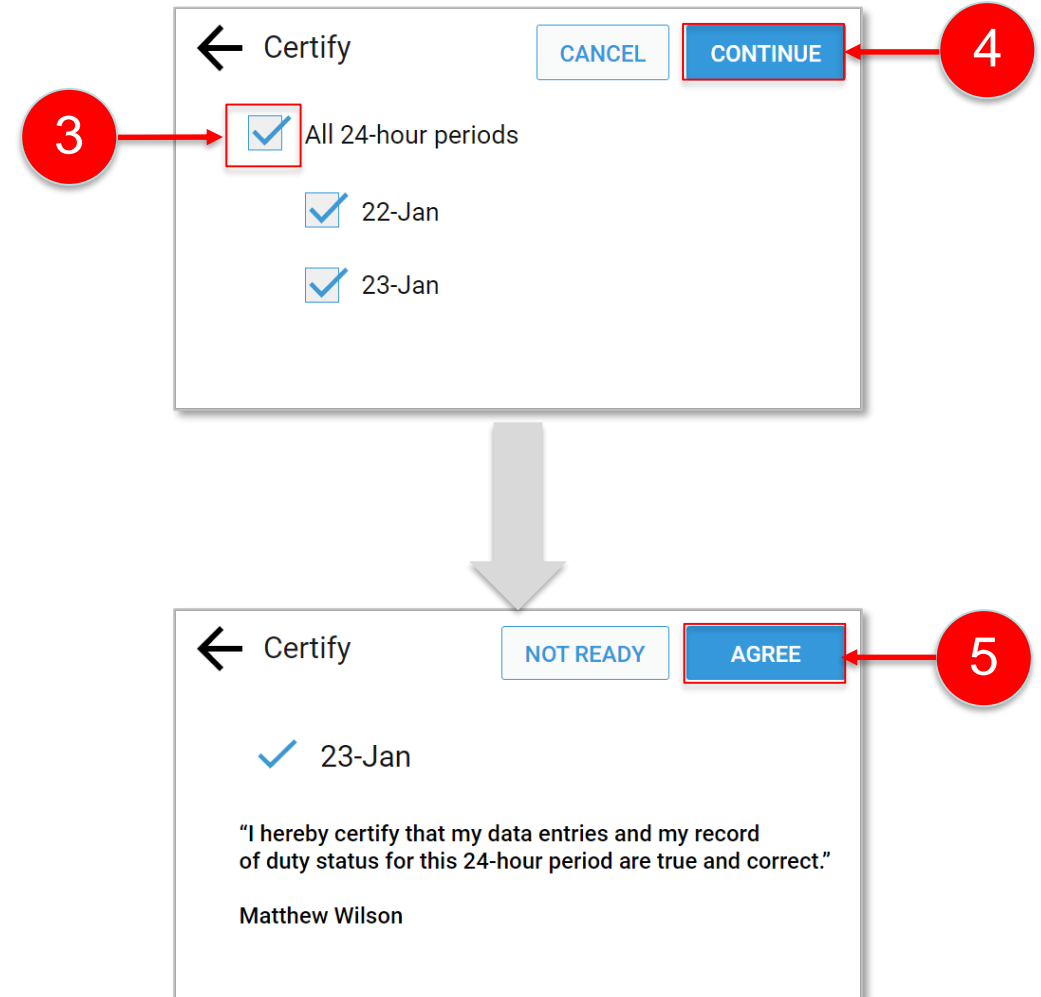 Certify
CANCEL
CONTINUE
4
3
All 24-hour periods
22-Jan
23-Jan
Certify
NOT READY
AGREE
5
23-Jan
“I hereby certify that my data entries and my record
of duty status for this 24-hour period are true and correct.”
Matthew Wilson